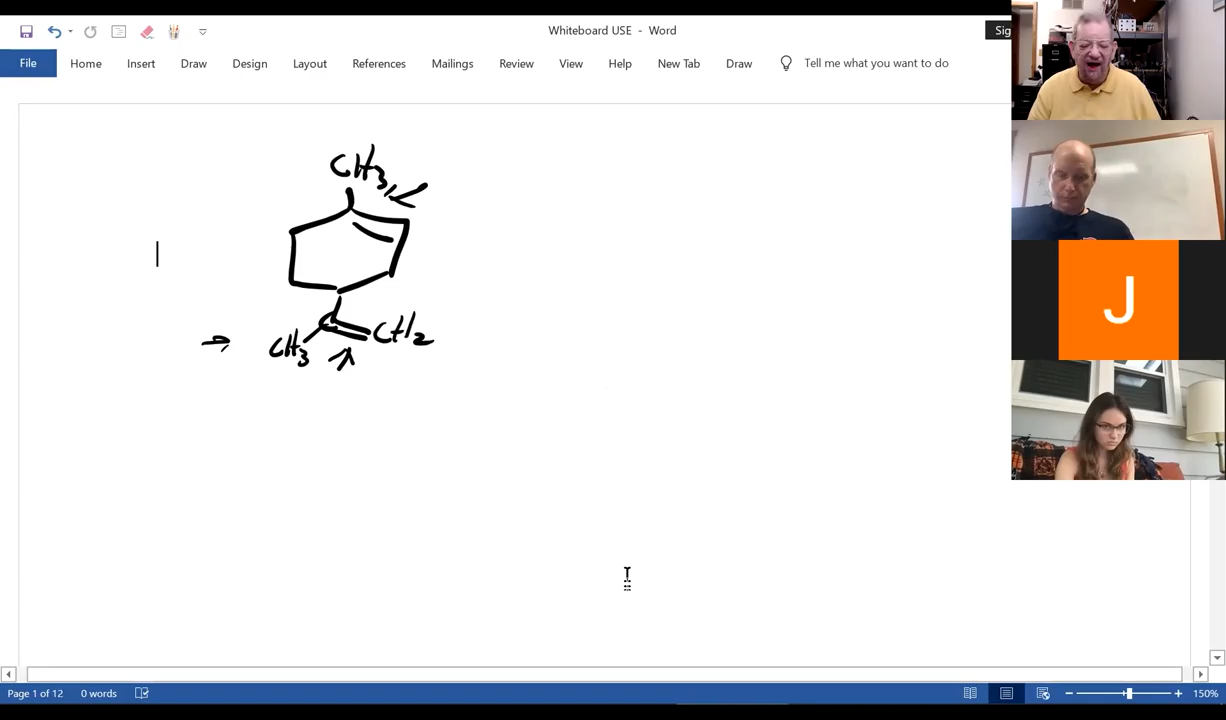 Whiteboard USE - Word
Sig
File Home Insert Draw Design Layout References Mailings Review View Help New Tab Draw Tell me what you want to do
CH3
CH3 C CH2
J
Page 1 of 12 0 words 150%